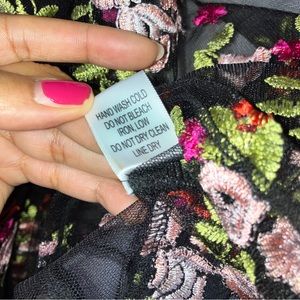 HAND WASH COLD
DO NOT BLEACH
IRON, LOW
DO NOT DRY CLEAN
LINE DRY